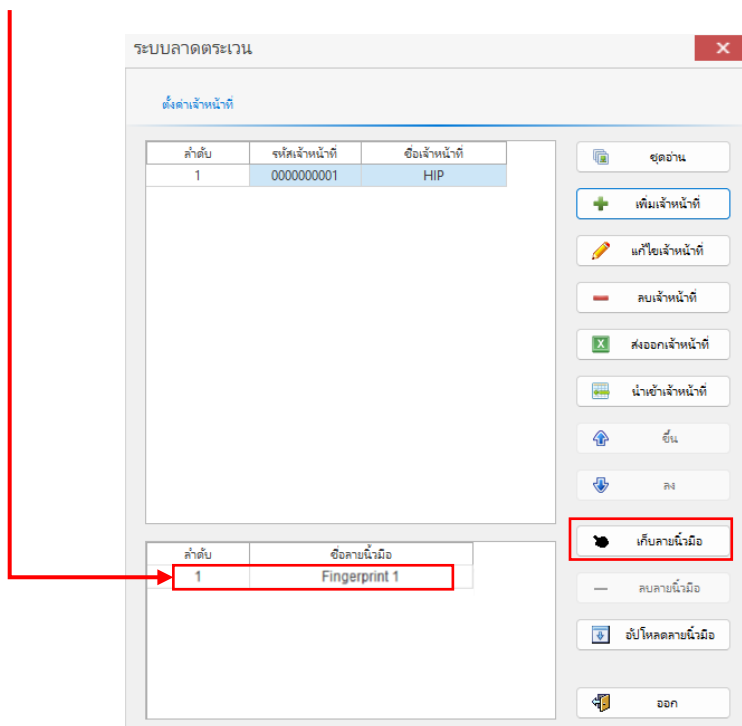 ระบบลาดตระเวน
ตั้งค่าเจ้าหน้าที่
ลำดับ รหัสเจ้าหน้าที่ ชื่อเจ้าหน้าที่
1 0000000001 HIP
ชุดอ่าน
เพิ่มเจ้าหน้าที่
แก้ไขเจ้าหน้าที่
ลบเจ้าหน้าที่
ส่งออกเจ้าหน้าที่
นำเข้าเจ้าหน้าที่
ขึ้น
ลง
เก็บลายนิ้วมือ
ลำดับ ชื่อลายนิ้วมือ
1 Fingerprint 1
ลบลายนิ้วมือ
อัปโหลดลายนิ้วมือ
ออก